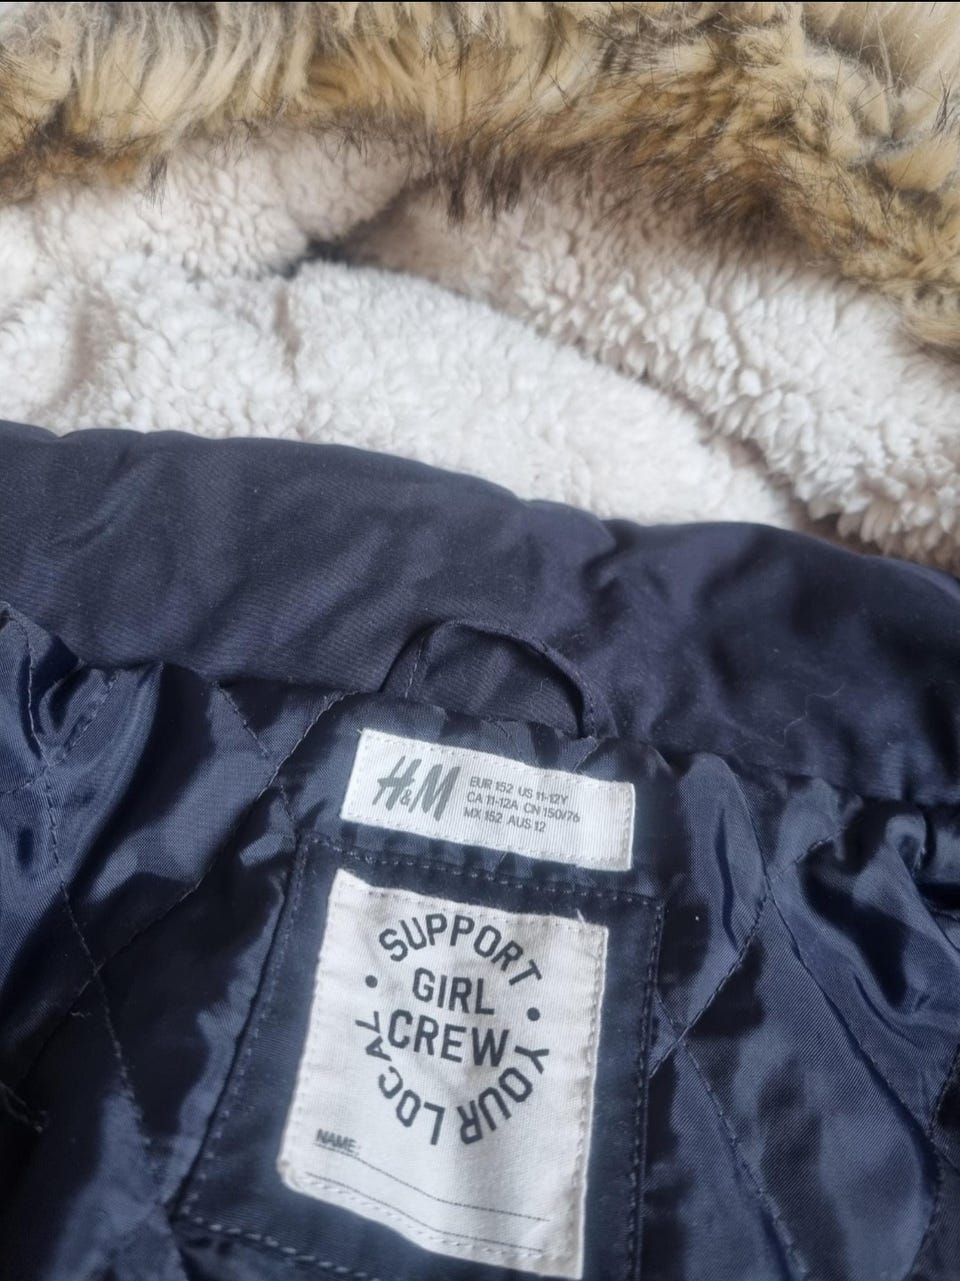 H&M
EUR 152 US 11-12Y
CA 11-12A CN 150/76
MX 152 AUS 12
SUPPORT
GIRL
CREW
YOUR LOCAL
NAME: